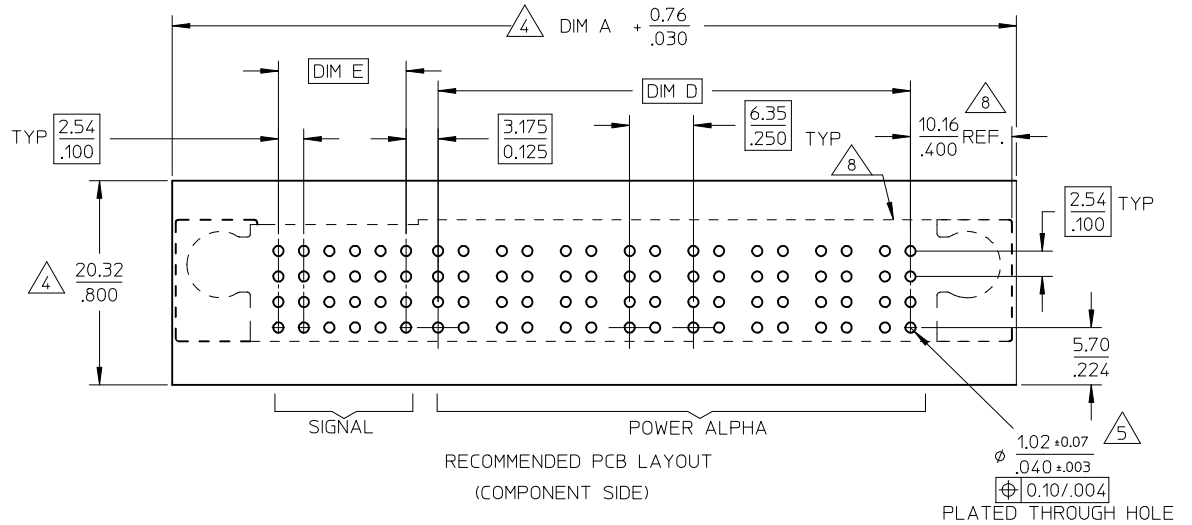 4 DIM A + 0.76
.030
DIM E
DIM D
TYP 2.54
.100
3.175
0.125
6.35
.250 TYP
8
10.16
.400 REF.
8
2.54
.100 TYP
4 20.32
.800
5.70
.224
SIGNAL
POWER ALPHA
RECOMMENDED PCB LAYOUT
(COMPONENT SIDE)
5
⌀ 1.02 ±0.07
.040 ±.003
⌖ 0.10/.004
PLATED THROUGH HOLE